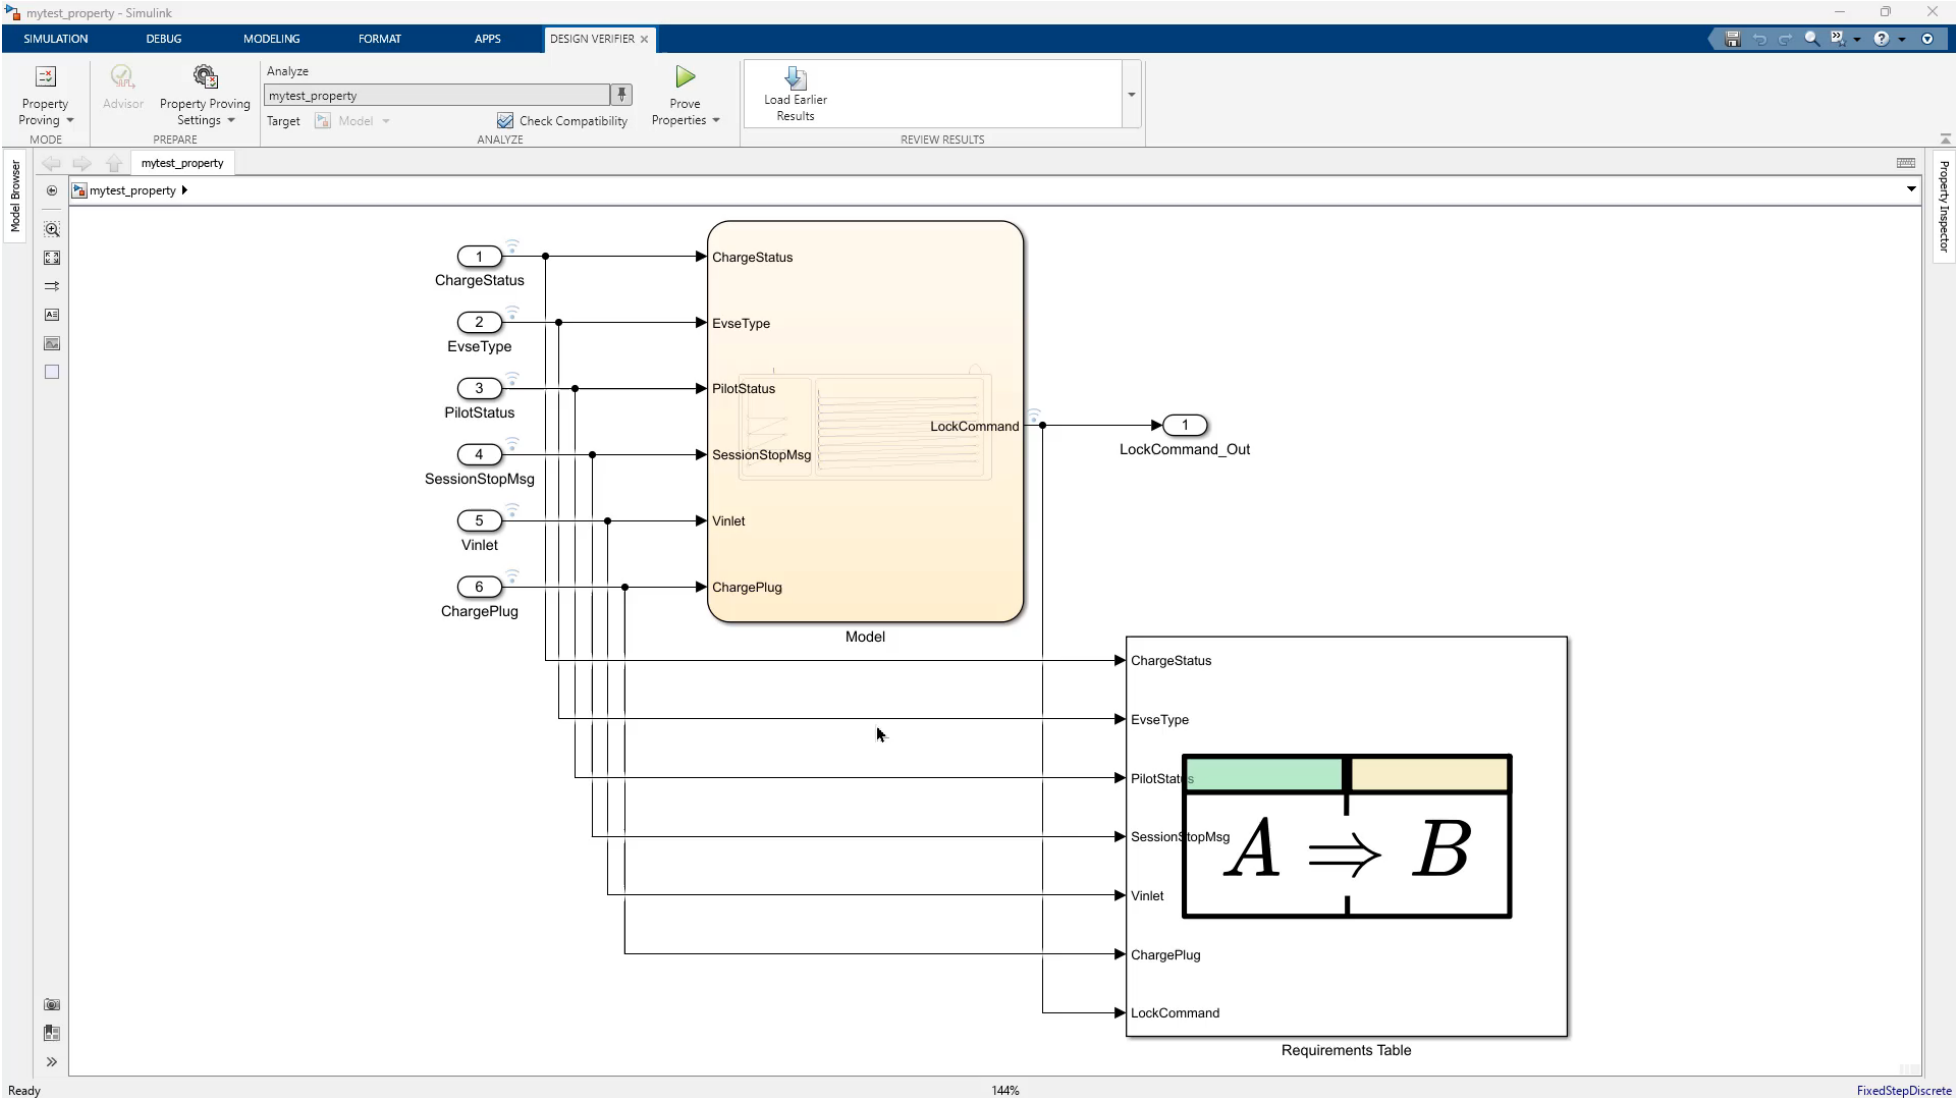 mytest_property - Simulink
SIMULATION
DEBUG
MODELING
FORMAT
APPS
DESIGN VERIFIER
Property
Proving
MODE
Advisor
Property Proving
Settings
PREPARE
Analyze
mytest_property
Target
Model
Check Compatibility
ANALYZE
Prove
Properties
Load Earlier
Results
REVIEW RESULTS
Model Browser
mytest_property
mytest_property
Property Inspector
1
ChargeStatus
2
EvseType
3
PilotStatus
4
SessionStopMsg
5
Vinlet
6
ChargePlug
ChargeStatus
EvseType
PilotStatus
SessionStopMsg
Vinlet
ChargePlug
LockCommand
Model
1
LockCommand_Out
ChargeStatus
EvseType
PilotStatus
SessionStopMsg
Vinlet
ChargePlug
LockCommand
A ⇒ B
Requirements Table
Ready
144%
FixedStepDiscrete